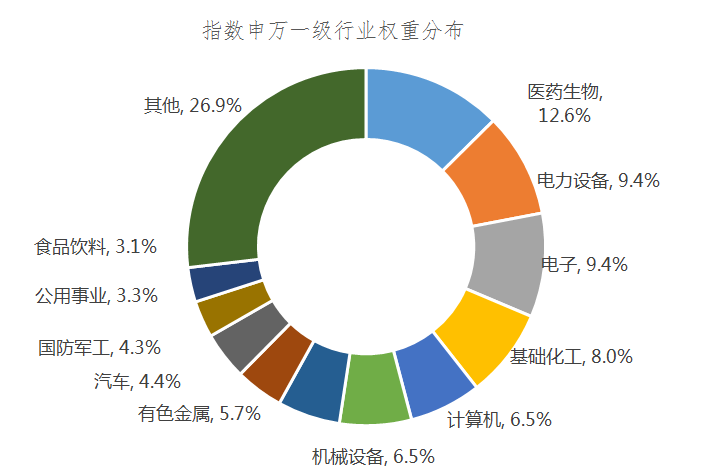 指数申万一级行业权重分布
医药生物,
12.6%
电力设备, 9.4%
电子, 9.4%
基础化工, 8.0%
计算机, 6.5%
机械设备, 6.5%
有色金属, 5.7%
汽车, 4.4%
国防军工, 4.3%
公用事业, 3.3%
食品饮料, 3.1%
其他, 26.9%